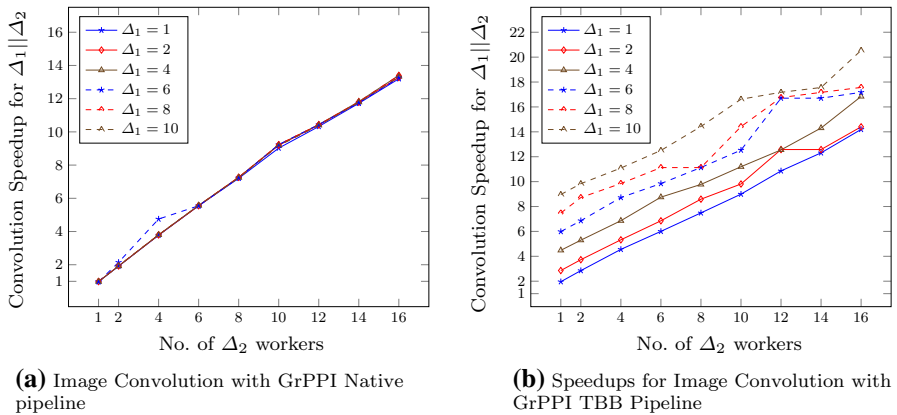 Convolution Speedup for Δ1||Δ2
16
14
12
10
8
6
4
2
1
Δ1 = 1
Δ1 = 2
Δ1 = 4
Δ1 = 6
Δ1 = 8
Δ1 = 10
1 2 4 6 8 10 12 14 16
No. of Δ2 workers
(a) Image Convolution with GrPPI Native
pipeline
Convolution Speedup for Δ1||Δ2
22
20
18
16
14
12
10
8
6
4
2
1
Δ1 = 1
Δ1 = 2
Δ1 = 4
Δ1 = 6
Δ1 = 8
Δ1 = 10
1 2 4 6 8 10 12 14 16
No. of Δ2 workers
(b) Speedups for Image Convolution with
GrPPI TBB Pipeline